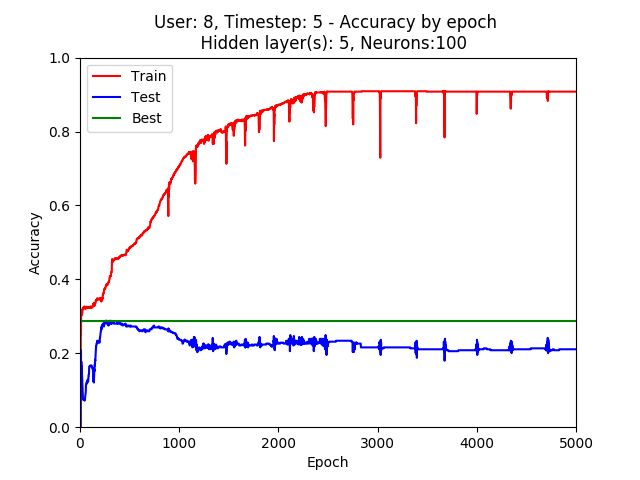 User: 8, Timestep: 5 - Accuracy by epoch
Hidden layer(s): 5, Neurons:100
Train
Test
Best
1.0
0.8
0.6
0.4
0.2
0.0
Accuracy
0
1000
2000
3000
4000
5000
Epoch